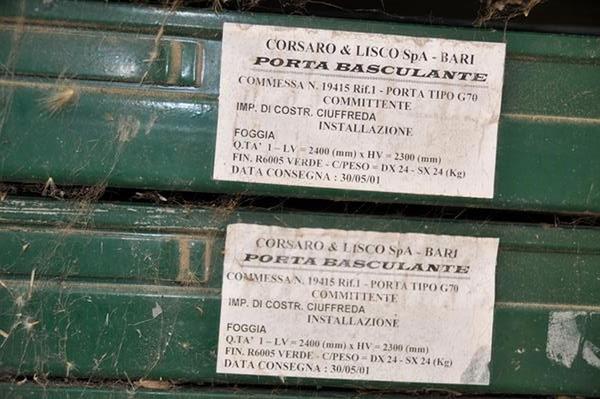 CORSARO & LISCO SpA - BARI
PORTA BASCULANTE
COMMESSA N. 19415 Rif.1 - PORTA TIPO G70
COMMITTENTE
IMP. DI COSTR. CIUFFREDA
INSTALLAZIONE
FOGGIA
Q.TA' 1 – LV = 2400 (mm) x HV = 2300 (mm)
FIN. R6005 VERDE - C/PESO = DX 24 - SX 24 (Kg)
DATA CONSEGNA : 30/05/01
CORSARO & LISCO SpA - BARI
PORTA BASCULANTE
COMMESSA N. 19415 Rif.1 - PORTA TIPO G70
COMMITTENTE
IMP. DI COSTR. CIUFFREDA
INSTALLAZIONE
FOGGIA
Q.TA' 1 – LV = 2400 (mm) x HV = 2300 (mm)
FIN. R6005 VERDE - C/PESO = DX 24 - SX 24 (Kg)
DATA CONSEGNA : 30/05/01